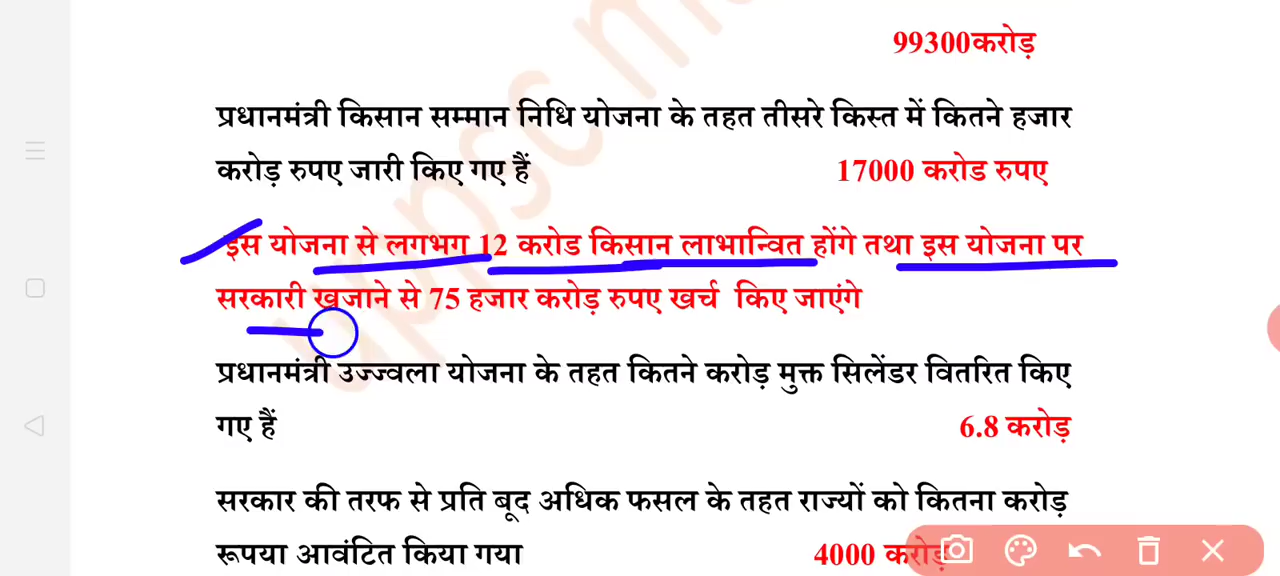 99300करोड़
प्रधानमंत्री किसान सम्मान निधि योजना के तहत तीसरे किस्त में कितने हजार
करोड़ रुपए जारी किए गए हैं 17000 करोड रुपए
इस योजना से लगभग 12 करोड किसान लाभान्वित होंगे तथा इस योजना पर
सरकारी खजाने से 75 हजार करोड़ रुपए खर्च किए जाएंगे
प्रधानमंत्री उज्ज्वला योजना के तहत कितने करोड़ मुक्त सिलेंडर वितरित किए
गए हैं 6.8 करोड़
सरकार की तरफ से प्रति बूद अधिक फसल के तहत राज्यों को कितना करोड़
रूपया आवंटित किया गया 4000 करोड़